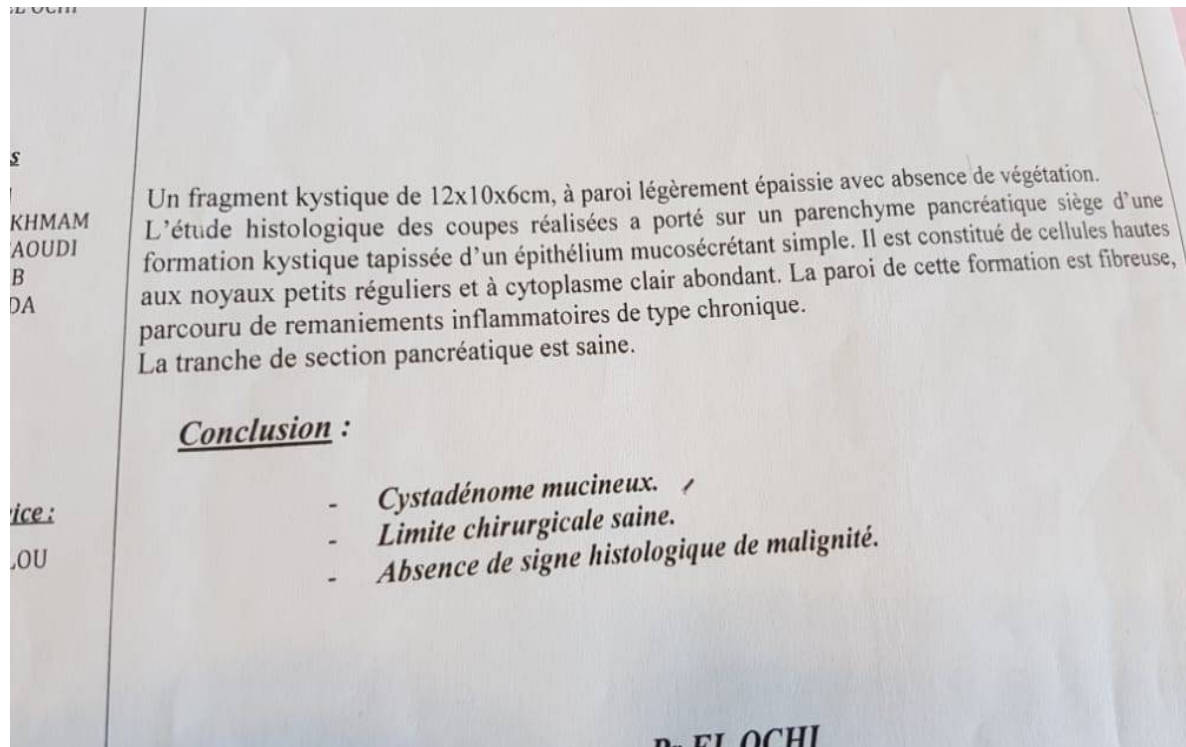 s
KHMAM
AOUDI
B
DA
ice :
LOU
Un fragment kystique de 12x10x6cm, à paroi légèrement épaissie avec absence de végétation.
L'étude histologique des coupes réalisées a porté sur un parenchyme pancréatique siège d'une
formation kystique tapissée d'un épithélium mucosécrétant simple. Il est constitué de cellules hautes
aux noyaux petits réguliers et à cytoplasme clair abondant. La paroi de cette formation est fibreuse,
parcouru de remaniements inflammatoires de type chronique.
La tranche de section pancréatique est saine.
Conclusion :
- Cystadénome mucineux.
- Limite chirurgicale saine.
- Absence de signe histologique de malignité.
EL OCHI